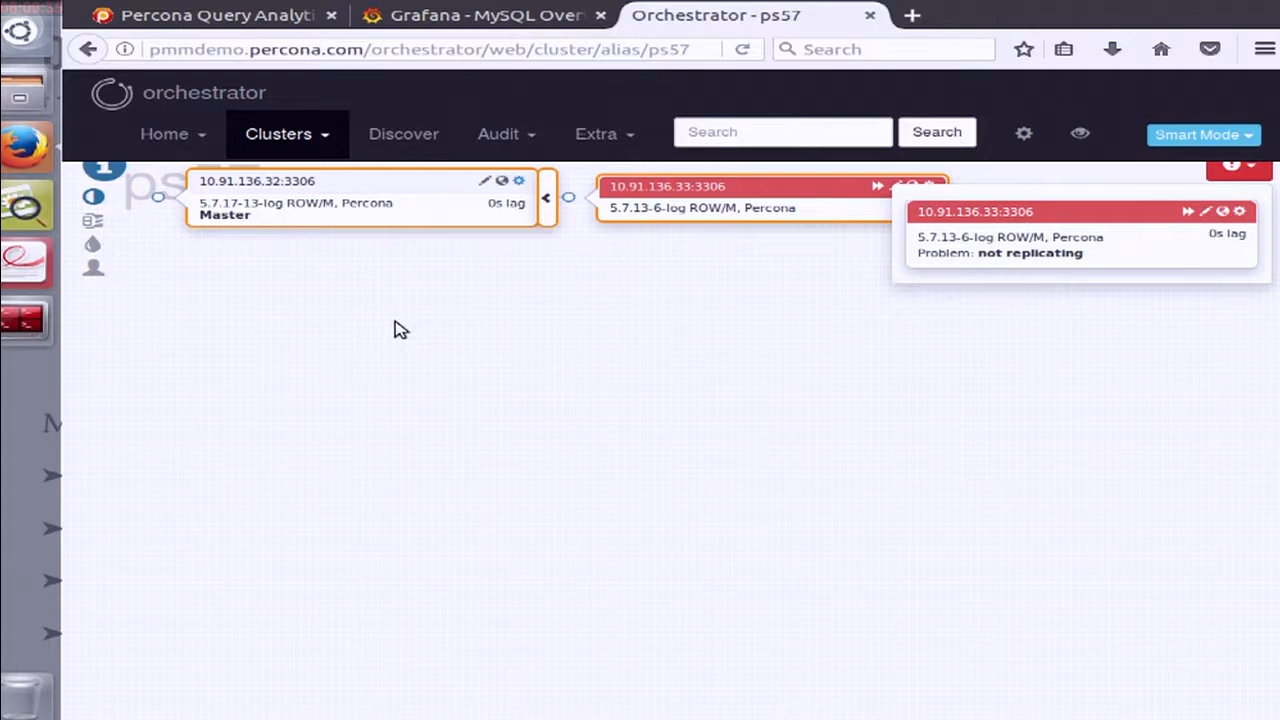 Percona Query Analyti
Grafana - MySQL Over
Orchestrator - ps57
pmmdemo.percona.com/orchestrator/web/cluster/alias/ps57
Search
orchestrator
Home
Clusters
Discover
Audit
Extra
Search
Search
Smart Mode
10.91.136.32:3306
5.7.17-13-log ROW/M, Percona
0s lag
Master
10.91.136.33:3306
5.7.13-6-log ROW/M, Percona
10.91.136.33:3306
5.7.13-6-log ROW/M, Percona
0s lag
Problem: not replicating
M